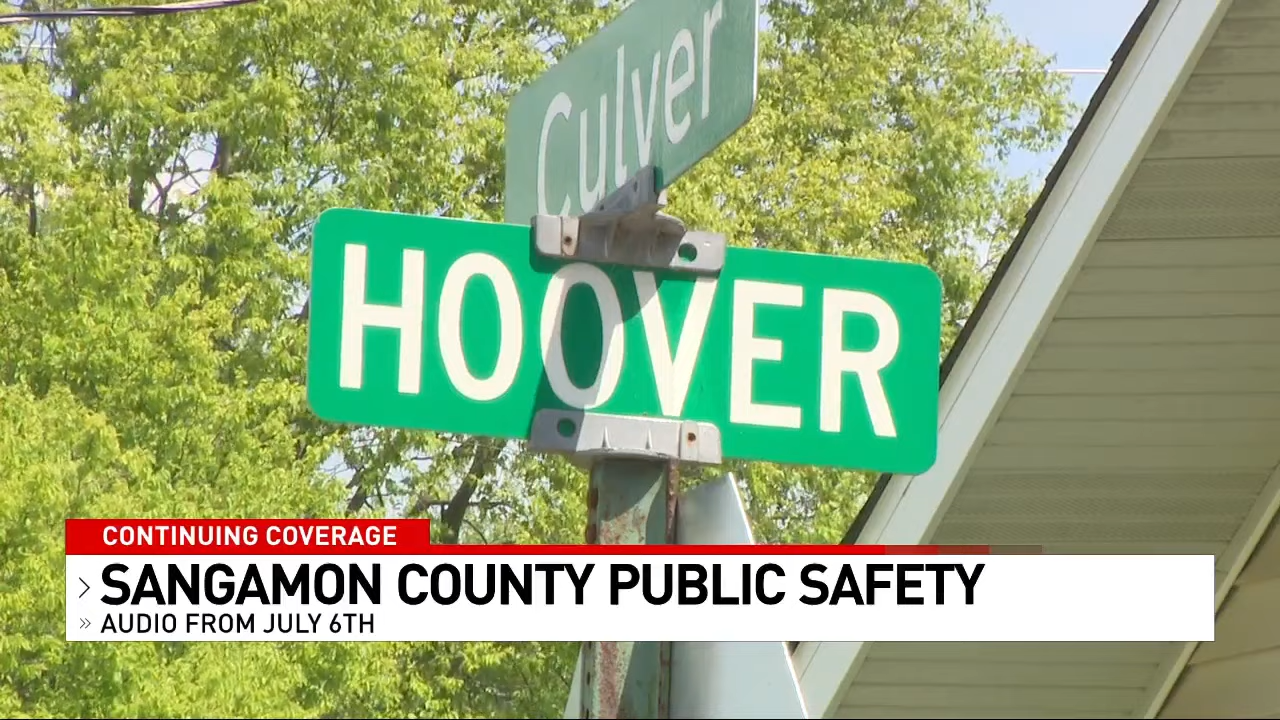 Culver
HOOVER
CONTINUING COVERAGE
SANGAMON COUNTY PUBLIC SAFETY
AUDIO FROM JULY 6TH